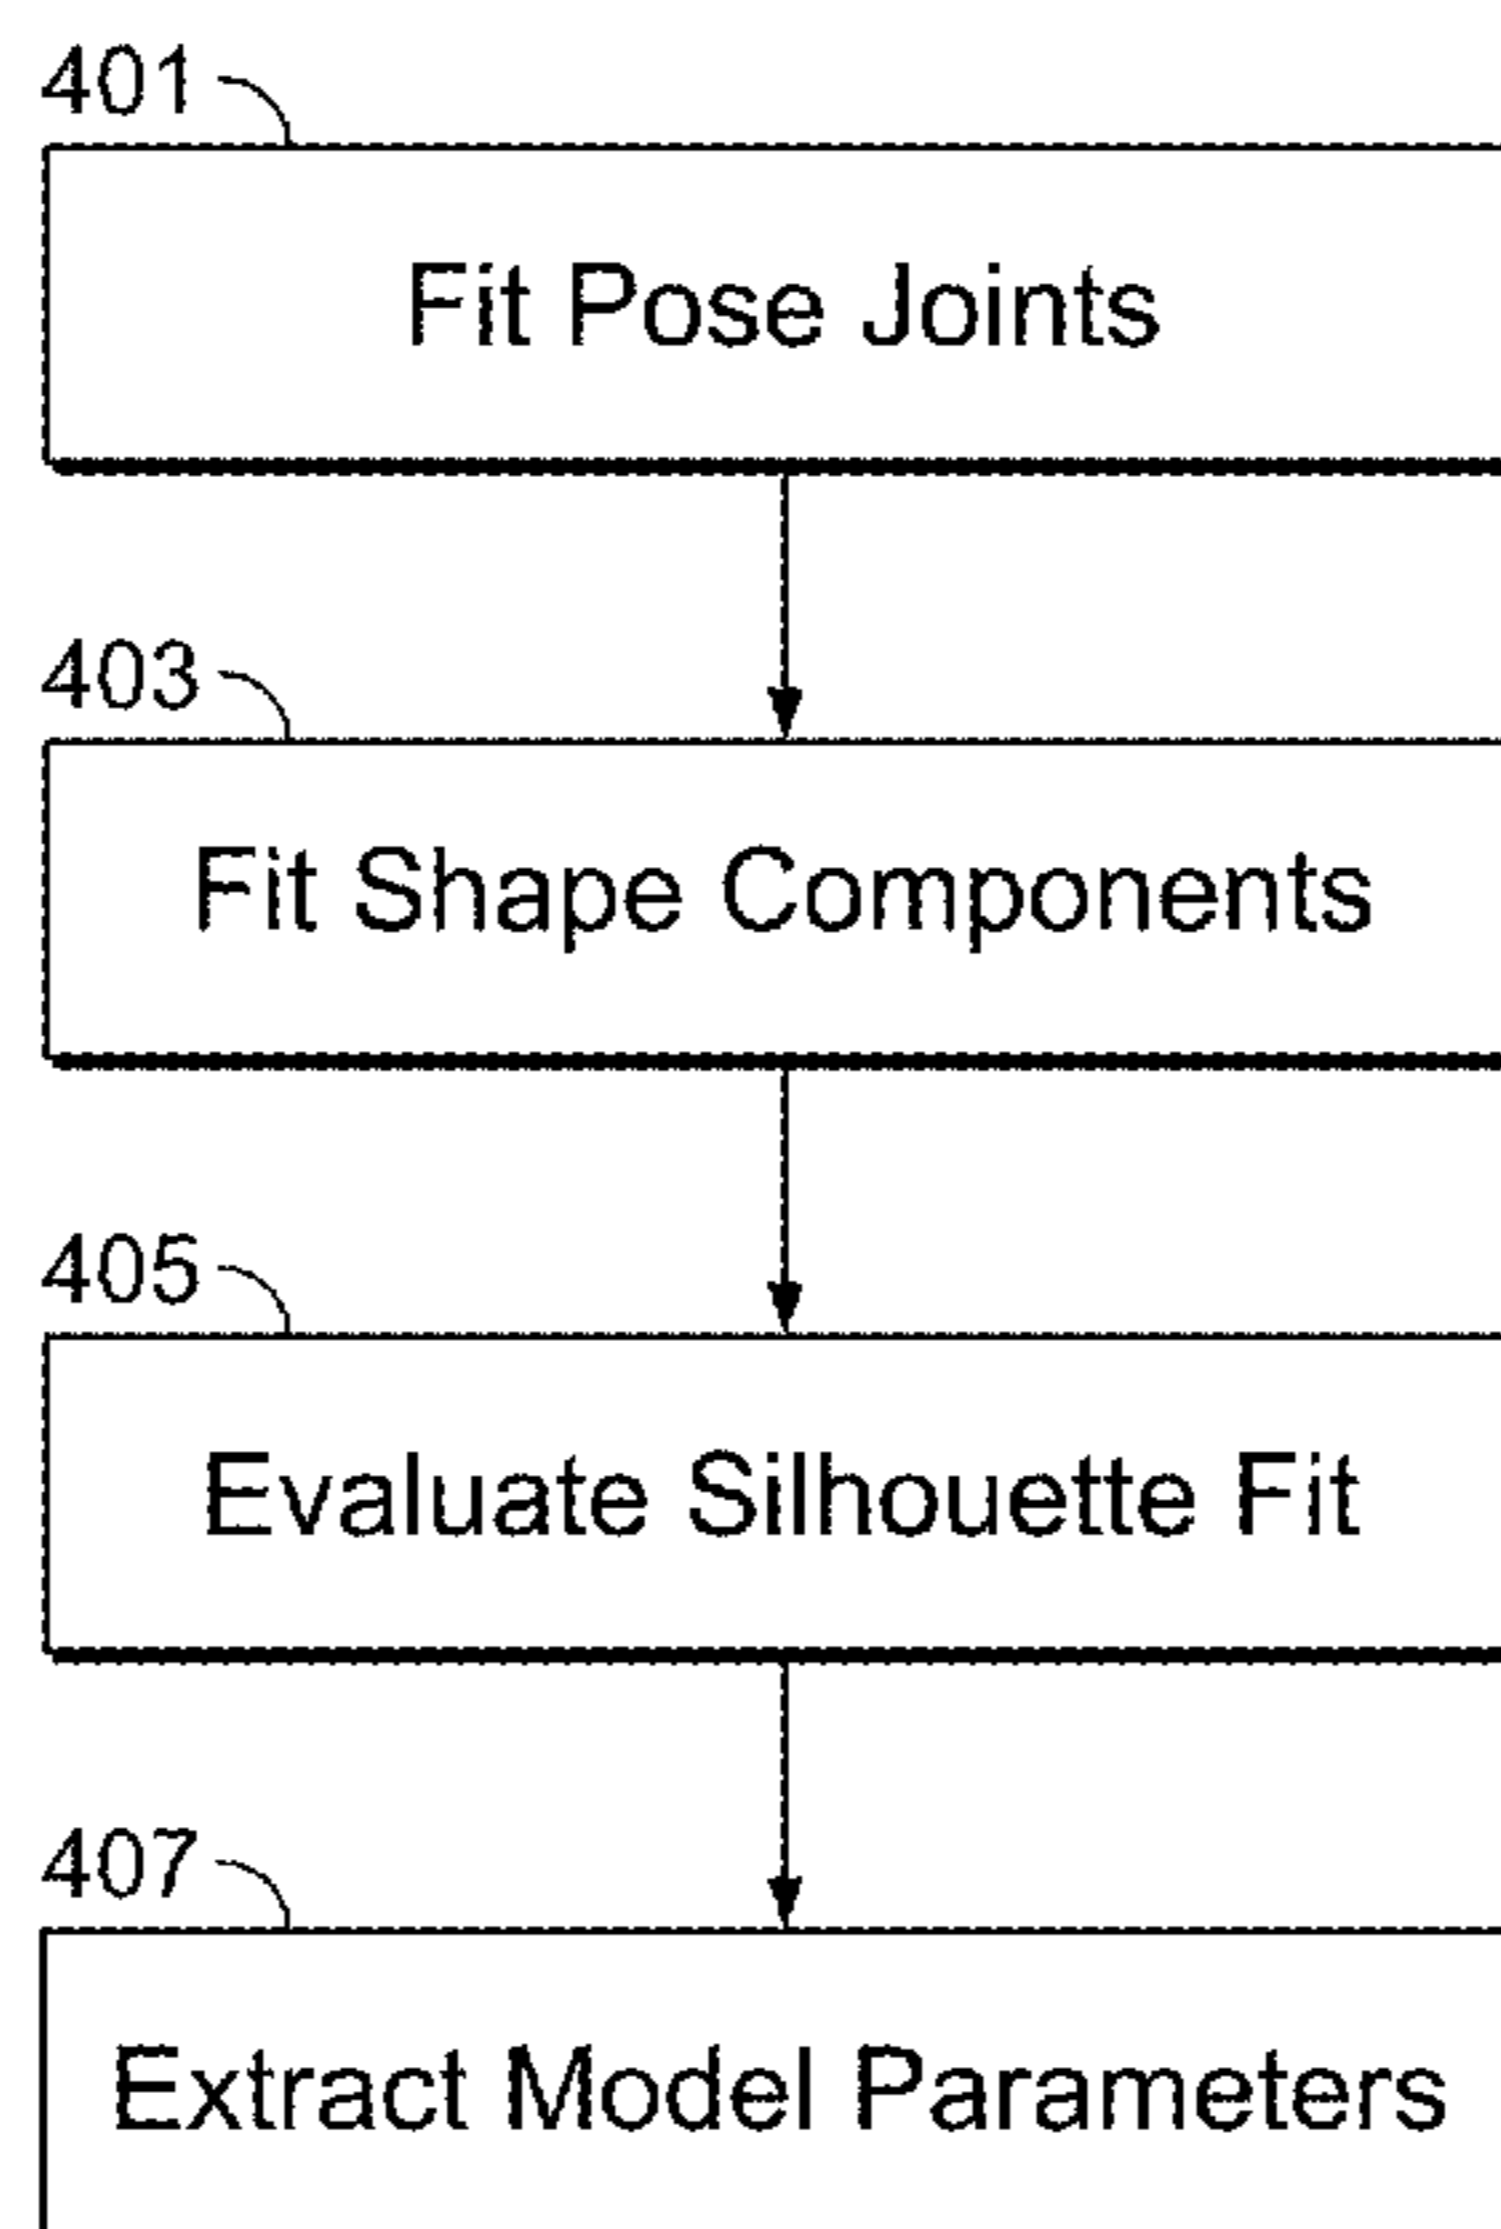 401
Fit Pose Joints
403
Fit Shape Components
405
Evaluate Silhouette Fit
407
Extract Model Parameters